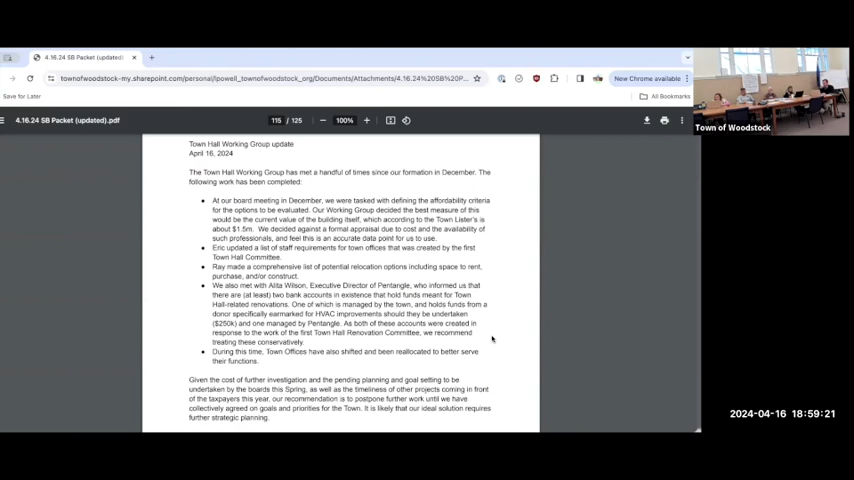 4.16.24 SB Packet (updated)
townofwoodstock-my.sharepoint.com/personal/lpowell_townofwoodstock_org/Documents/Attachments/4.16.24%20SB%20P...
New Chrome available
Save for Later
All Bookmarks
4.16.24 SB Packet (updated).pdf
115 / 125
100%
Town of Woodstock
Town Hall Working Group update
April 16, 2024
The Town Hall Working Group has met a handful of times since our formation in December. The
following work has been completed:
At our board meeting in December, we were tasked with defining the affordability criteria
for the options to be evaluated. Our Working Group decided the best measure of this
would be the current value of the building itself, which according to the Town Lister's is
about $1.5m. We decided against a formal appraisal due to cost and the availability of
such professionals, and feel this is an accurate data point for us to use.
Eric updated a list of staff requirements for town offices that was created by the first
Town Hall Committee.
Ray made a comprehensive list of potential relocation options including space to rent,
purchase, and/or construct.
We also met with Alita Wilson, Executive Director of Pentangle, who informed us that
there are (at least) two bank accounts in existence that hold funds meant for Town
Hall-related renovations. One of which is managed by the town, and holds funds from a
donor specifically earmarked for HVAC improvements should they be undertaken
($250k) and one managed by Pentangle. As both of these accounts were created in
response to the work of the first Town Hall Renovation Committee, we recommend
treating these conservatively.
During this time, Town Offices have also shifted and been reallocated to better serve
their functions.
Given the cost of further investigation and the pending planning and goal setting to be
undertaken by the boards this Spring, as well as the timeliness of other projects coming in front
of the taxpayers this year, our recommendation is to postpone further work until we have
collectively agreed on goals and priorities for the Town. It is likely that our ideal solution requires
further strategic planning.
2024-04-16 18:59:21